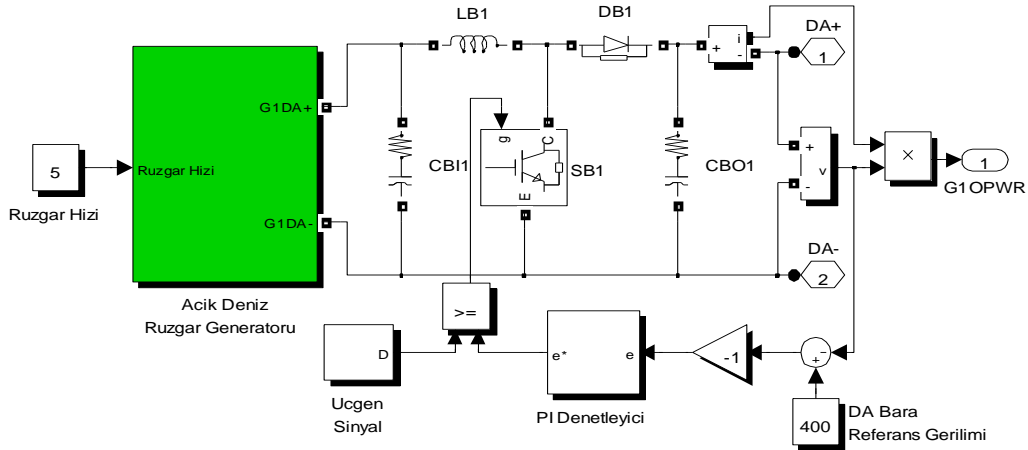 LB1
DB1
DA+
i
+
-
1
G1DA+
g
C
+
v
-
×
1
G1OPWR
5
Ruzgar Hizi
Ruzgar Hizi
CBI1
SB1
E
CBO1
G1DA-
DA-
2
Acik Deniz
Ruzgar Generatoru
>=
D
Ucgen
Sinyal
e*
e
PI Denetleyici
-1
−
+
400
DA Bara
Referans Gerilimi